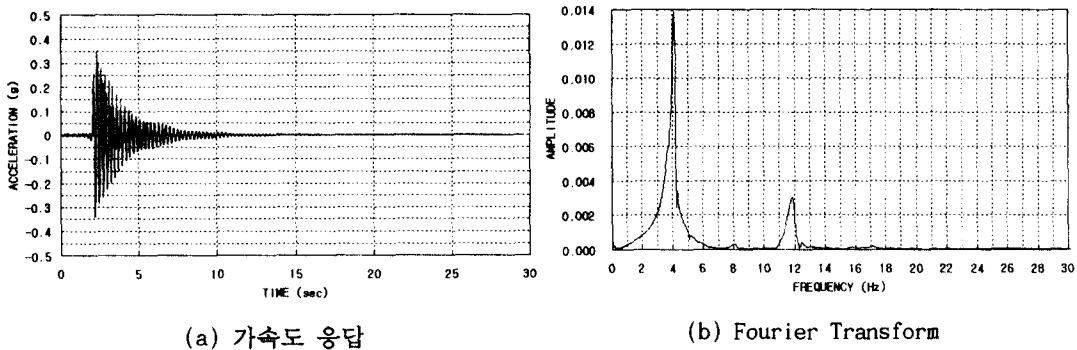 0.5
0.4
0.3
0.2
0.1
0
-0.1
-0.2
-0.3
-0.4
-0.5
ACCELERATION (g)
0 5 10 15 20 25 30
TIME (sec)
(a) 가속도 응답
0.014
0.012
0.010
0.008
0.006
0.004
0.002
0.000
AMPLITUDE
0 2 4 6 8 10 12 14 16 18 20 22 24 26 28 30
FREQUENCY (Hz)
(b) Fourier Transform